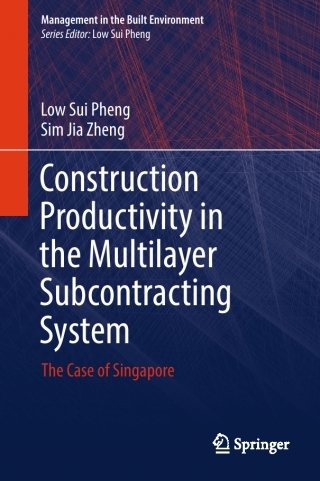 Management in the Built Environment
Series Editor: Low Sui Pheng
Low Sui Pheng
Sim Jia Zheng
Construction
Productivity in
the Multilayer
Subcontracting
System
The Case of Singapore
Springer